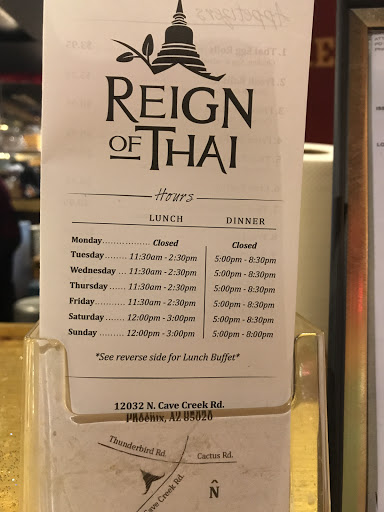 Appetizers
REIGN
OF THAI
Hours
LUNCH DINNER
Monday.................. Closed Closed
Tuesday........ 11:30am - 2:30pm 5:00pm - 8:30pm
Wednesday ... 11:30am - 2:30pm 5:00pm - 8:30pm
Thursday ...... 11:30am - 2:30pm 5:00pm - 8:30pm
Friday........... 11:30am - 2:30pm 5:00pm - 8:30pm
Saturday ....... 12:00pm - 3:00pm 5:00pm - 8:30pm
Sunday ......... 12:00pm - 3:00pm 5:00pm - 8:00pm
*See reverse side for Lunch Buffet*
12032 N. Cave Creek Rd.
Phoenix, AZ 85020
Thunderbird Rd.
Cactus Rd.
Cave Creek Rd.
N